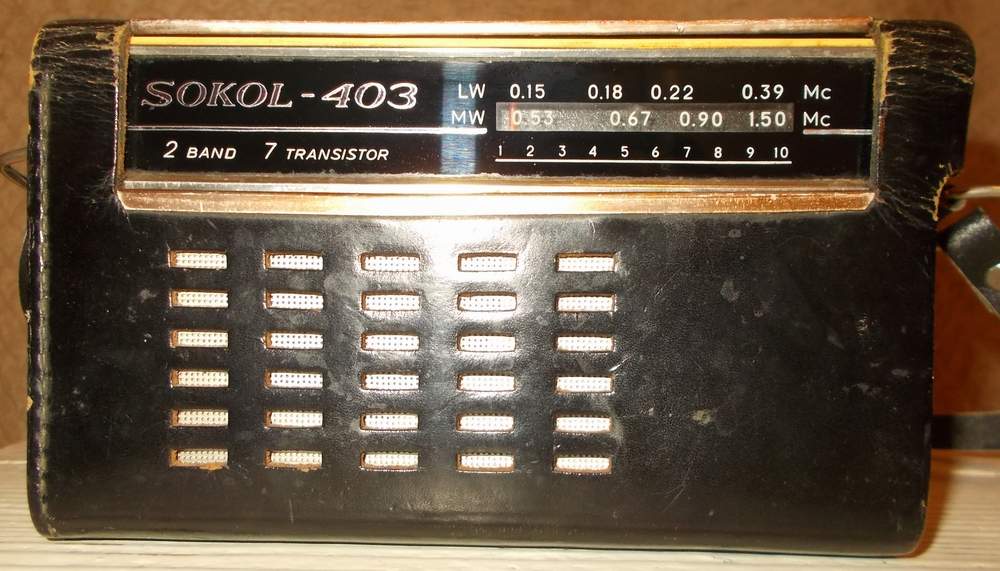 SOKOL-403
LW 0.15 0.18 0.22 0.39 Mc
MW 0.53 0.67 0.90 1.50 Mc
2 BAND 7 TRANSISTOR
1 2 3 4 5 6 7 8 9 10